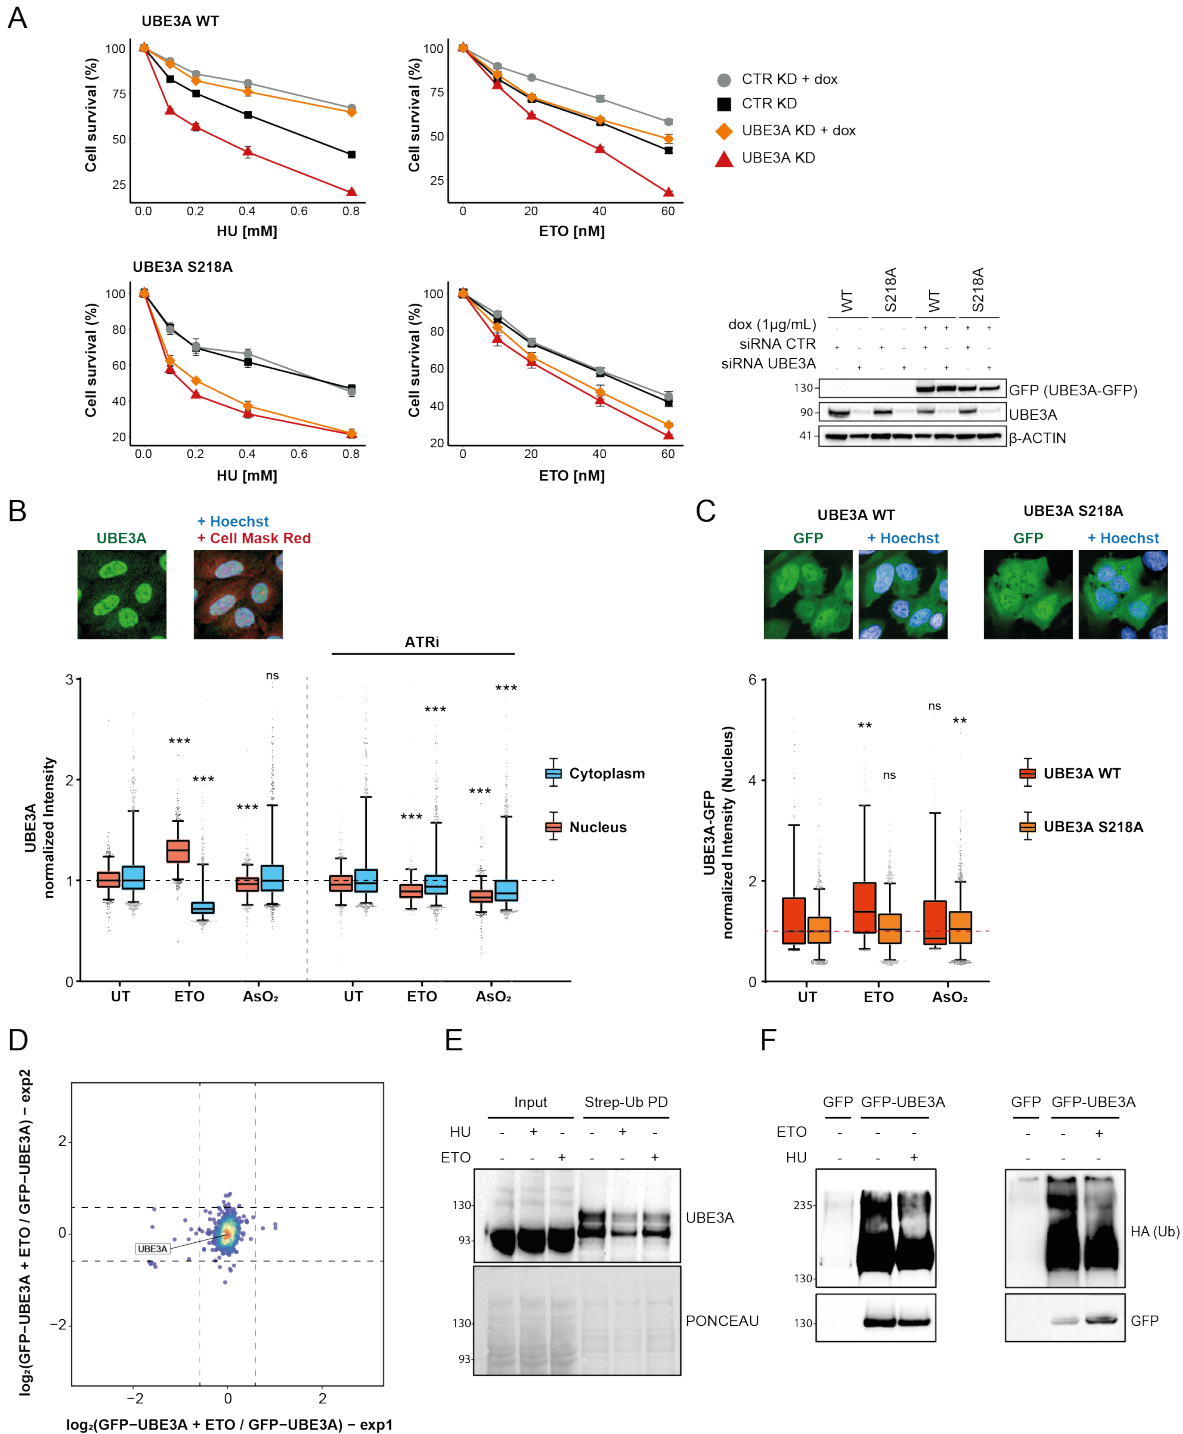 A
UBE3A WT
Cell survival (%)
100
75
50
25
0.0 0.2 0.4 0.6 0.8
HU [mM]
Cell survival (%)
100
75
50
25
0 20 40 60
ETO [nM]
CTR KD + dox
CTR KD
UBE3A KD + dox
UBE3A KD
UBE3A S218A
Cell survival (%)
100
80
60
40
20
0.0 0.2 0.4 0.6 0.8
HU [mM]
Cell survival (%)
100
80
60
40
20
0 20 40 60
ETO [nM]
WT S218A WT S218A
dox (1µg/mL) + + + +
siRNA CTR + - + - + - + -
siRNA UBE3A - + - + - + - +
130 GFP (UBE3A-GFP)
90 UBE3A
41 β-ACTIN
B
UBE3A
+ Hoechst
+ Cell Mask Red
ATRi
UBE3A
normalized Intensity
3
2
1
0
*** *** *** ns *** *** *** ***
UT ETO AsO₂ UT ETO AsO₂
Cytoplasm
Nucleus
C
UBE3A WT
GFP + Hoechst
UBE3A S218A
GFP + Hoechst
UBE3A-GFP
normalized Intensity (Nucleus)
6
4
2
0
** ns ns **
UT ETO AsO₂
UBE3A WT
UBE3A S218A
D
log₂(GFP−UBE3A + ETO / GFP−UBE3A) − exp2
2
0
−2
UBE3A
−2 0 2
log₂(GFP−UBE3A + ETO / GFP−UBE3A) − exp1
E
Input Strep-Ub PD
HU - + - - + -
ETO - - + - - +
130
93
UBE3A
130
93
PONCEAU
F
GFP GFP-UBE3A
ETO - - -
HU - - +
235
130
130
GFP GFP-UBE3A
- - +
- - -
HA (Ub)
GFP